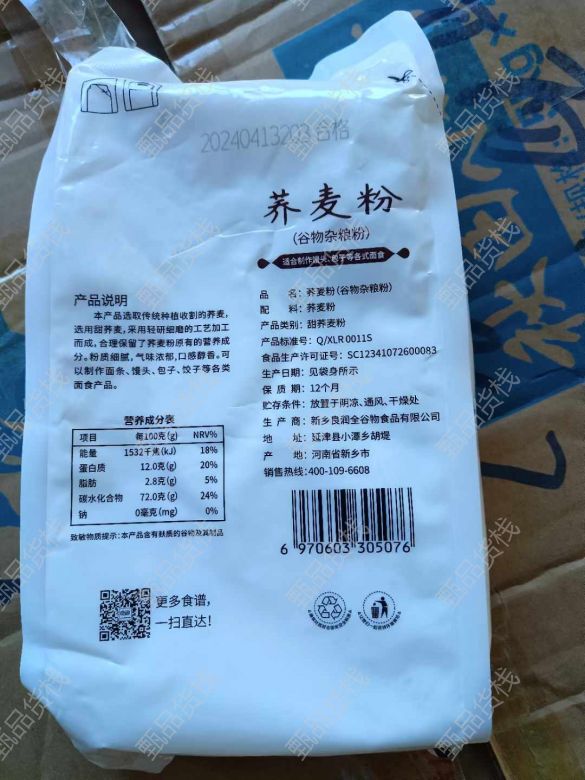 20240413203 合格
荞麦粉
(谷物杂粮粉)
适合制作馒头、包子等各式面食
产品说明
本产品选取传统种植收割的荞麦,
选用甜荞麦,采用轻研细磨的工艺加工
而成,合理保留了荞麦粉原有的营养成
分。粉质细腻,气味浓郁,口感醇香。可
以制作面条、馒头、包子、饺子等各类
面食产品。
营养成分表
项目 每100克(g) NRV%
能量 1532千焦(kJ) 18%
蛋白质 12.0克(g) 20%
脂肪 2.8克(g) 5%
碳水化合物 72.0克(g) 24%
钠 0毫克(mg) 0%
致敏物质提示:本产品含有麸质的谷物及其制品
更多食谱,
一扫直达!
品 名:荞麦粉(谷物杂粮粉)
配 料:荞麦粉
产品类别:甜荞麦粉
产品标准号:Q/XLR 0011S
食品生产许可证号:SC12341072600083
生产日期:见袋身所示
保 质 期:12个月
贮存条件:放置于阴凉、通风、干燥处
生 产 商:新乡良润全谷物食品有限公司
地 址:延津县小潭乡胡堤
产 地:河南省新乡市
销售热线:400-109-6608
6 970603 305076
甄品货栈